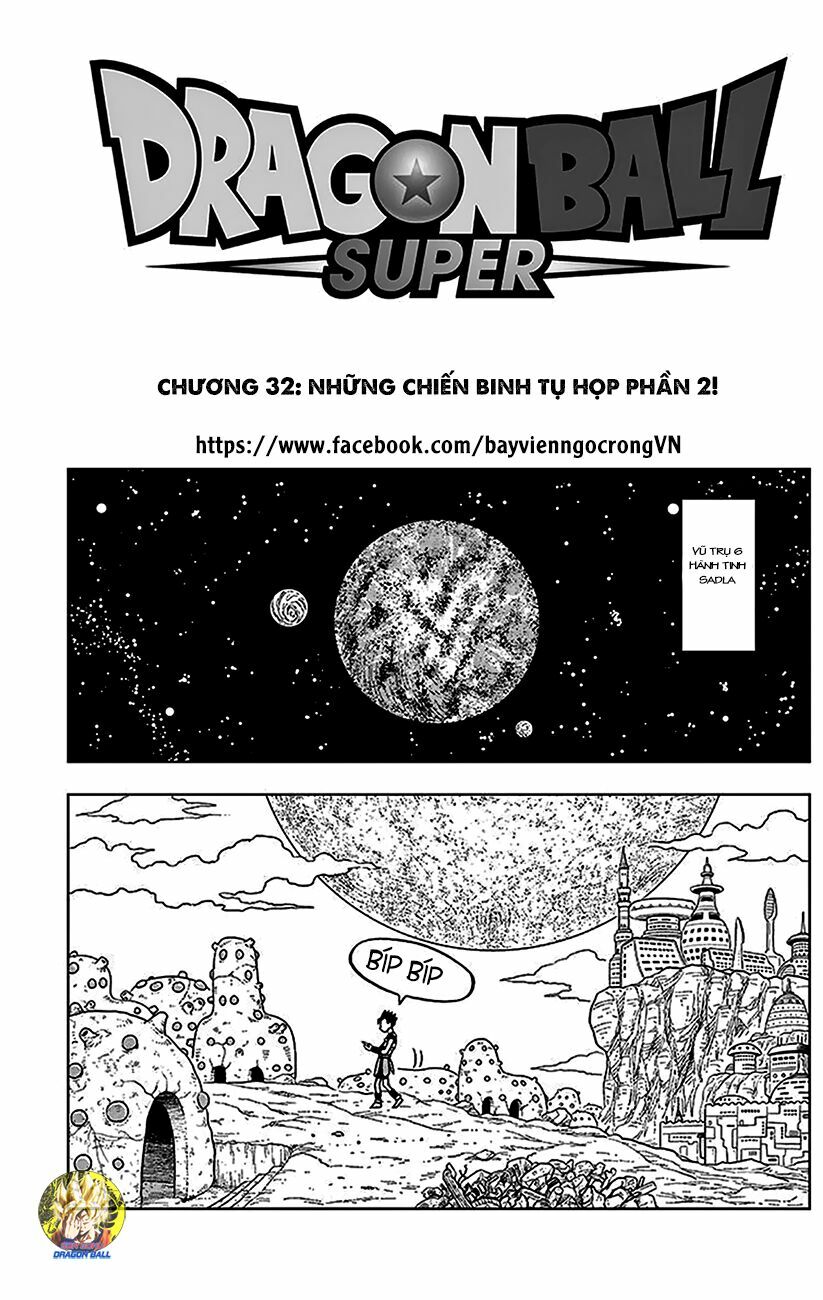 DRAGON BALL
SUPER
CHƯƠNG 32: NHỮNG CHIẾN BINH TỤ HỌP PHẦN 2!
https://www.facebook.com/bayvienngocrongVN
VŨ TRỤ 6
HÀNH TINH
SADLA
BÍP BÍP
DRAGON BALL